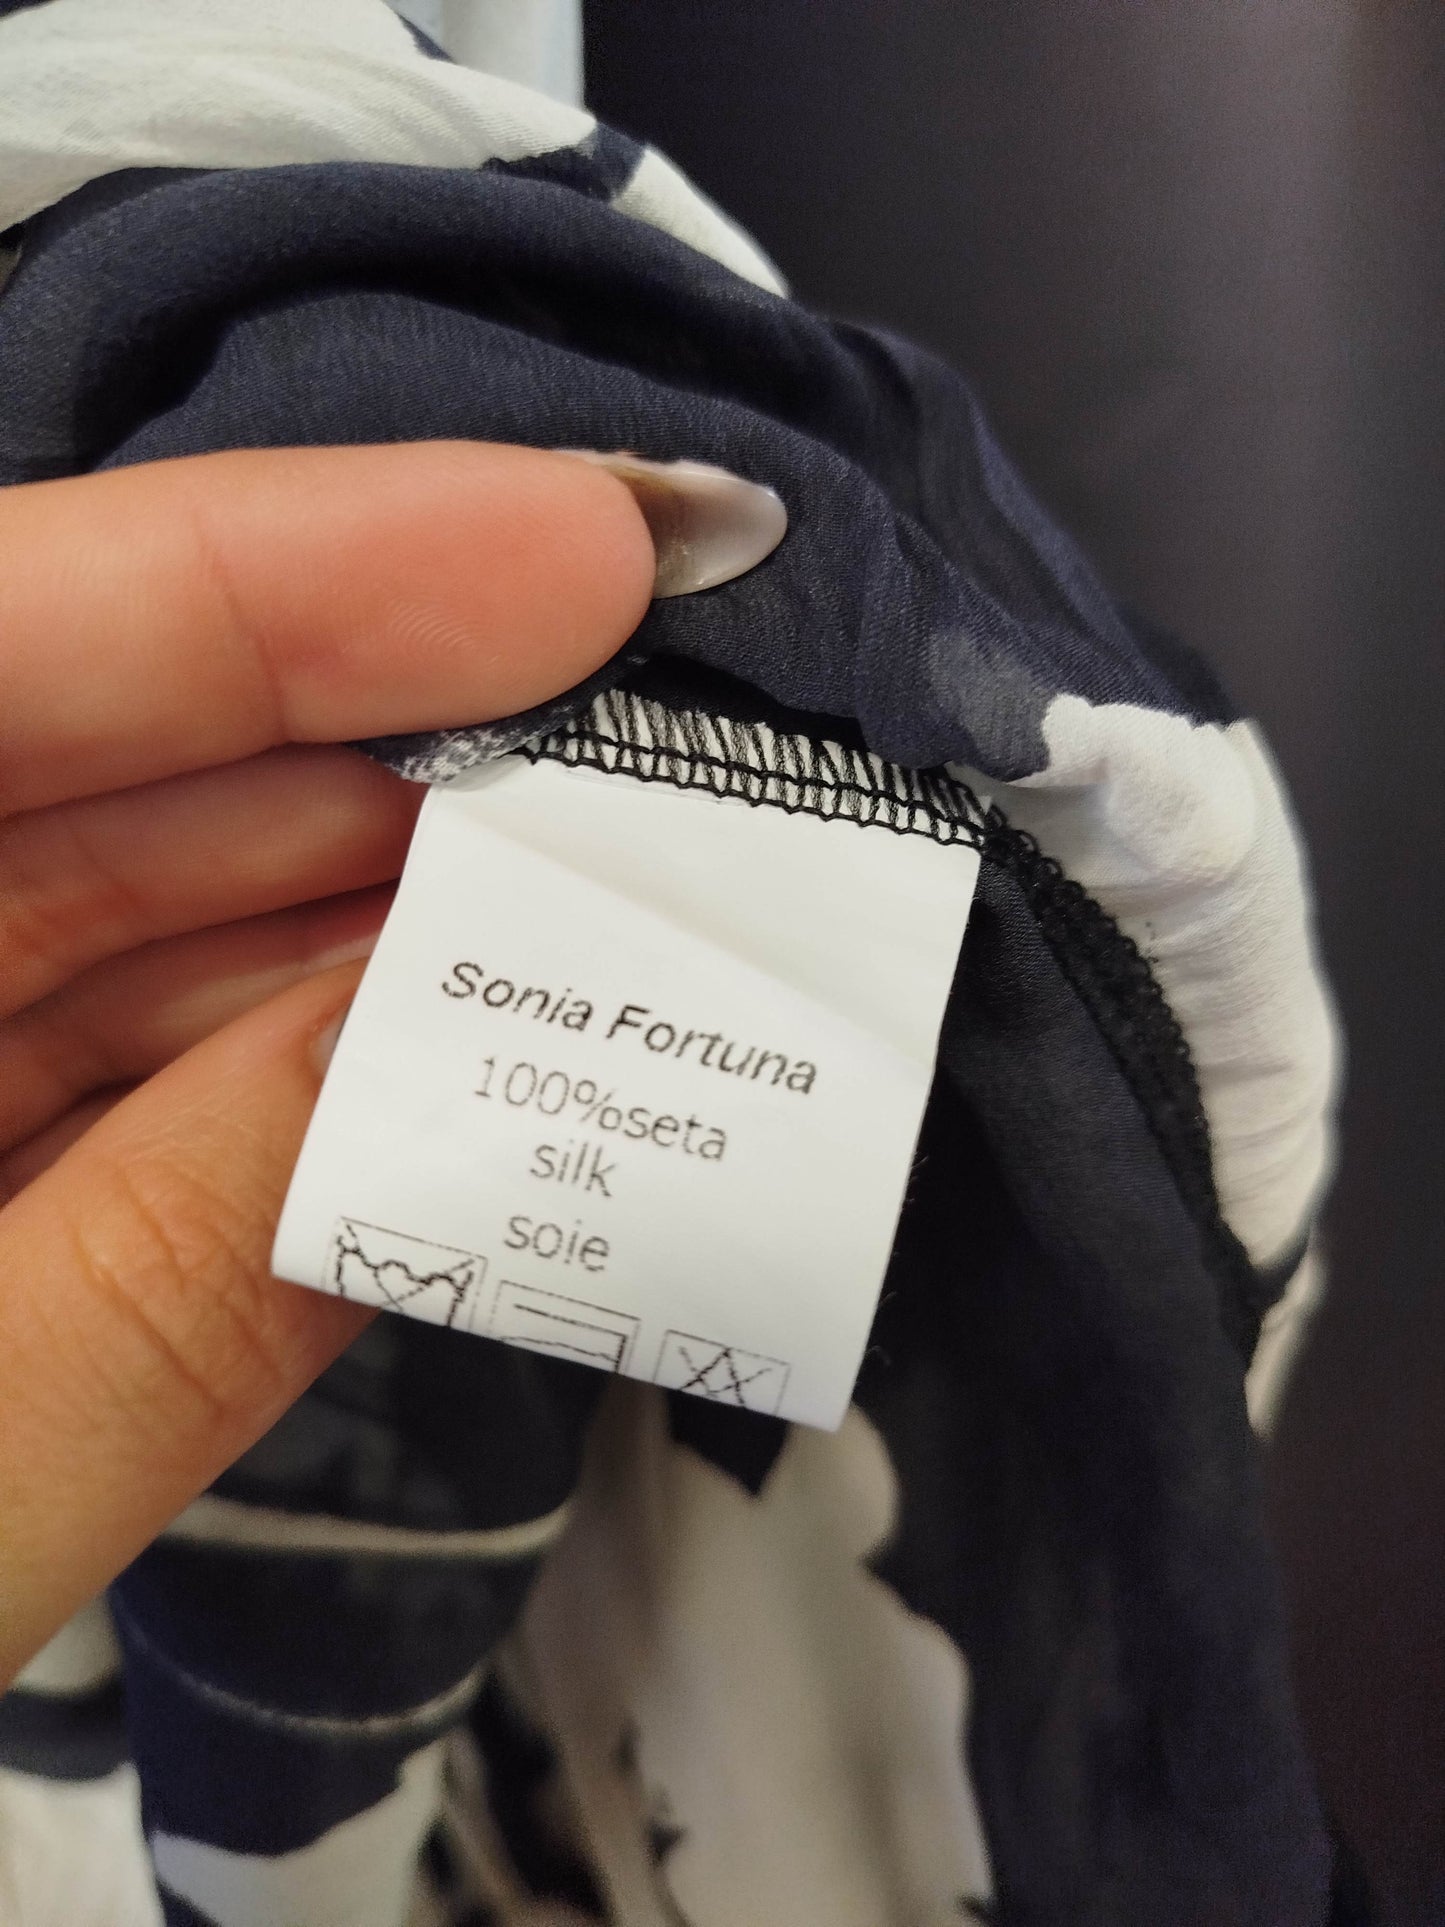 Sonia Fortuna
100%seta
silk
soie